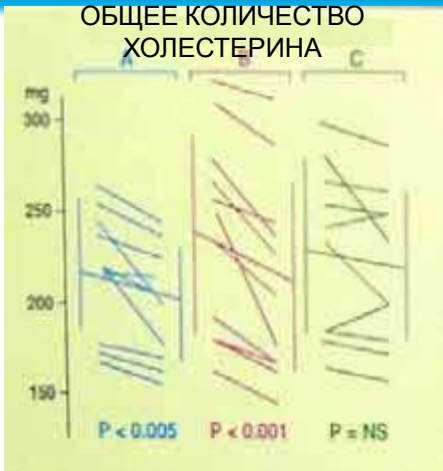 ОБЩЕЕ КОЛИЧЕСТВО
ХОЛЕСТЕРИНА
A B C
mg
300
250
200
150
P < 0.005 P < 0.001 P = NS